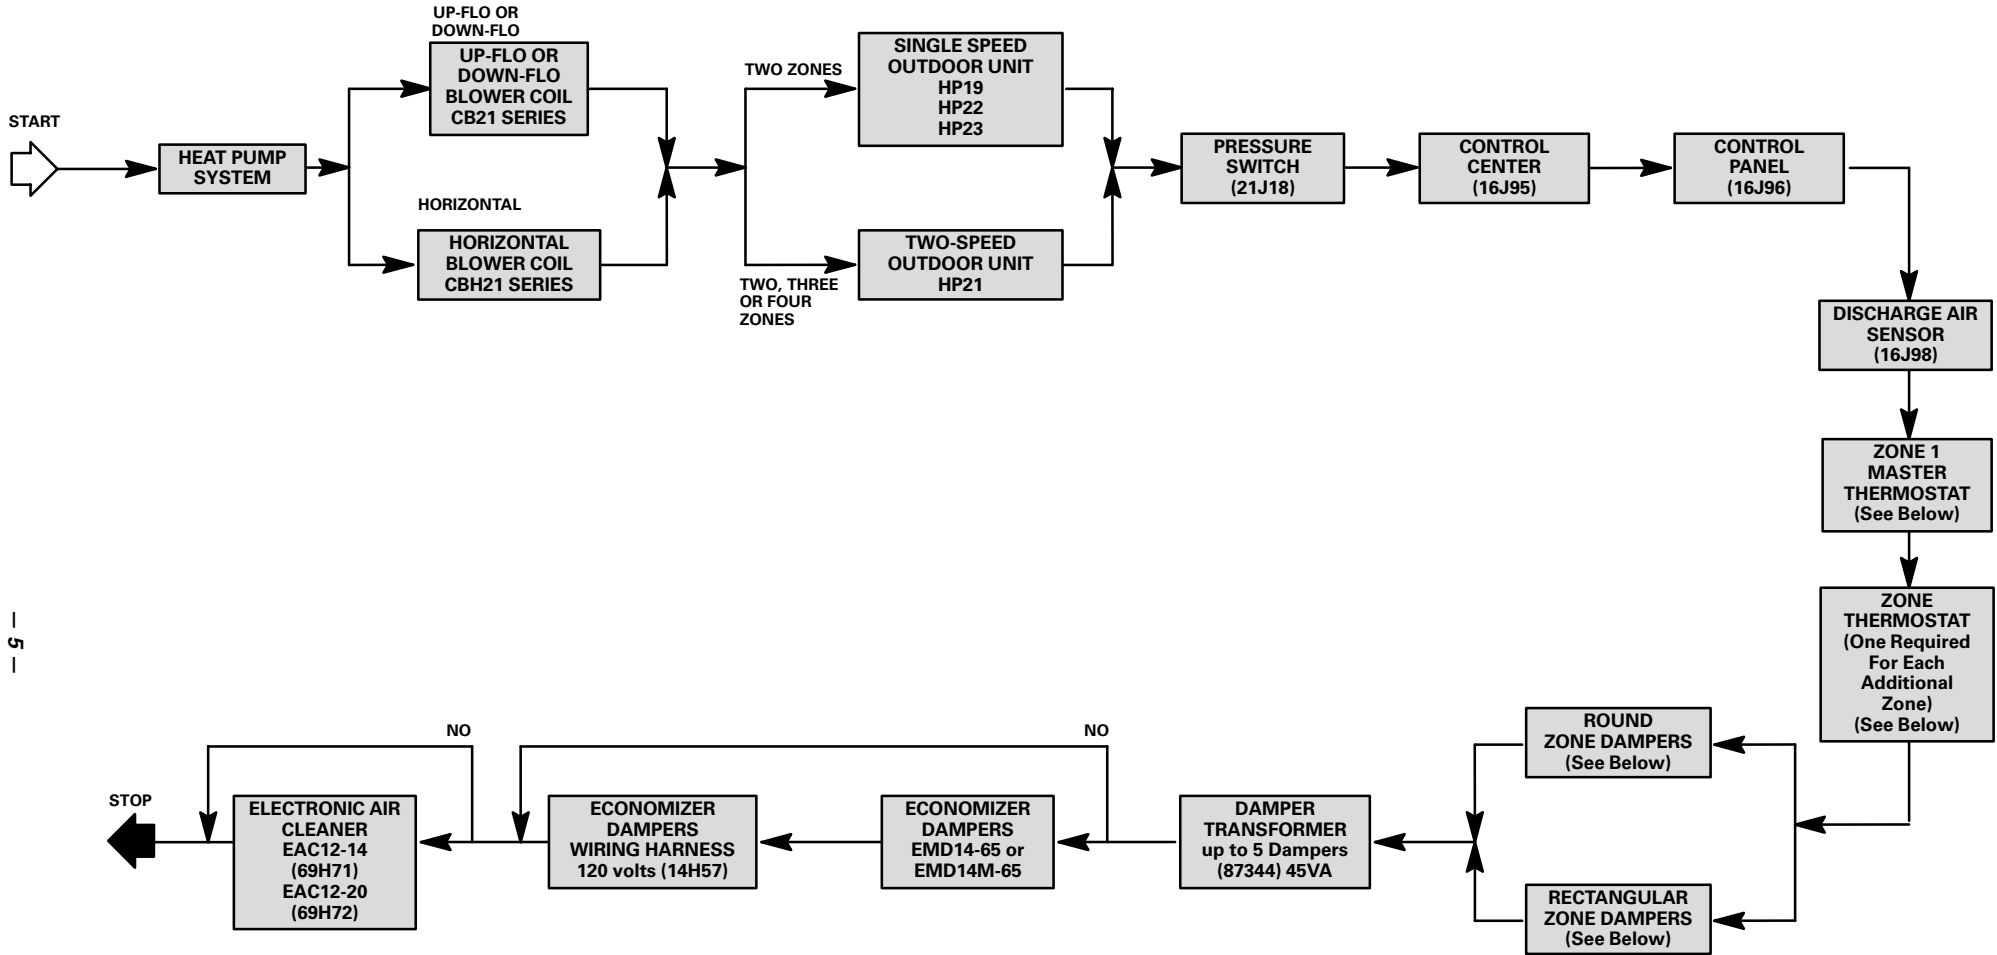 START
HEAT PUMP
SYSTEM
UP-FLO OR
DOWN-FLO
UP-FLO OR
DOWN-FLO
BLOWER COIL
CB21 SERIES
HORIZONTAL
HORIZONTAL
BLOWER COIL
CBH21 SERIES
TWO ZONES
SINGLE SPEED
OUTDOOR UNIT
HP19
HP22
HP23
TWO, THREE
OR FOUR
ZONES
TWO-SPEED
OUTDOOR UNIT
HP21
PRESSURE
SWITCH
(21J18)
CONTROL
CENTER
(16J95)
CONTROL
PANEL
(16J96)
DISCHARGE AIR
SENSOR
(16J98)
ZONE 1
MASTER
THERMOSTAT
(See Below)
ZONE
THERMOSTAT
(One Required
For Each
Additional
Zone)
(See Below)
ROUND
ZONE DAMPERS
(See Below)
RECTANGULAR
ZONE DAMPERS
(See Below)
DAMPER
TRANSFORMER
up to 5 Dampers
(87344) 45VA
NO
ECONOMIZER
DAMPERS
EMD14-65 or
EMD14M-65
ECONOMIZER
DAMPERS
WIRING HARNESS
120 volts (14H57)
NO
ELECTRONIC AIR
CLEANER
EAC12-14
(69H71)
EAC12-20
(69H72)
STOP
— 5 —